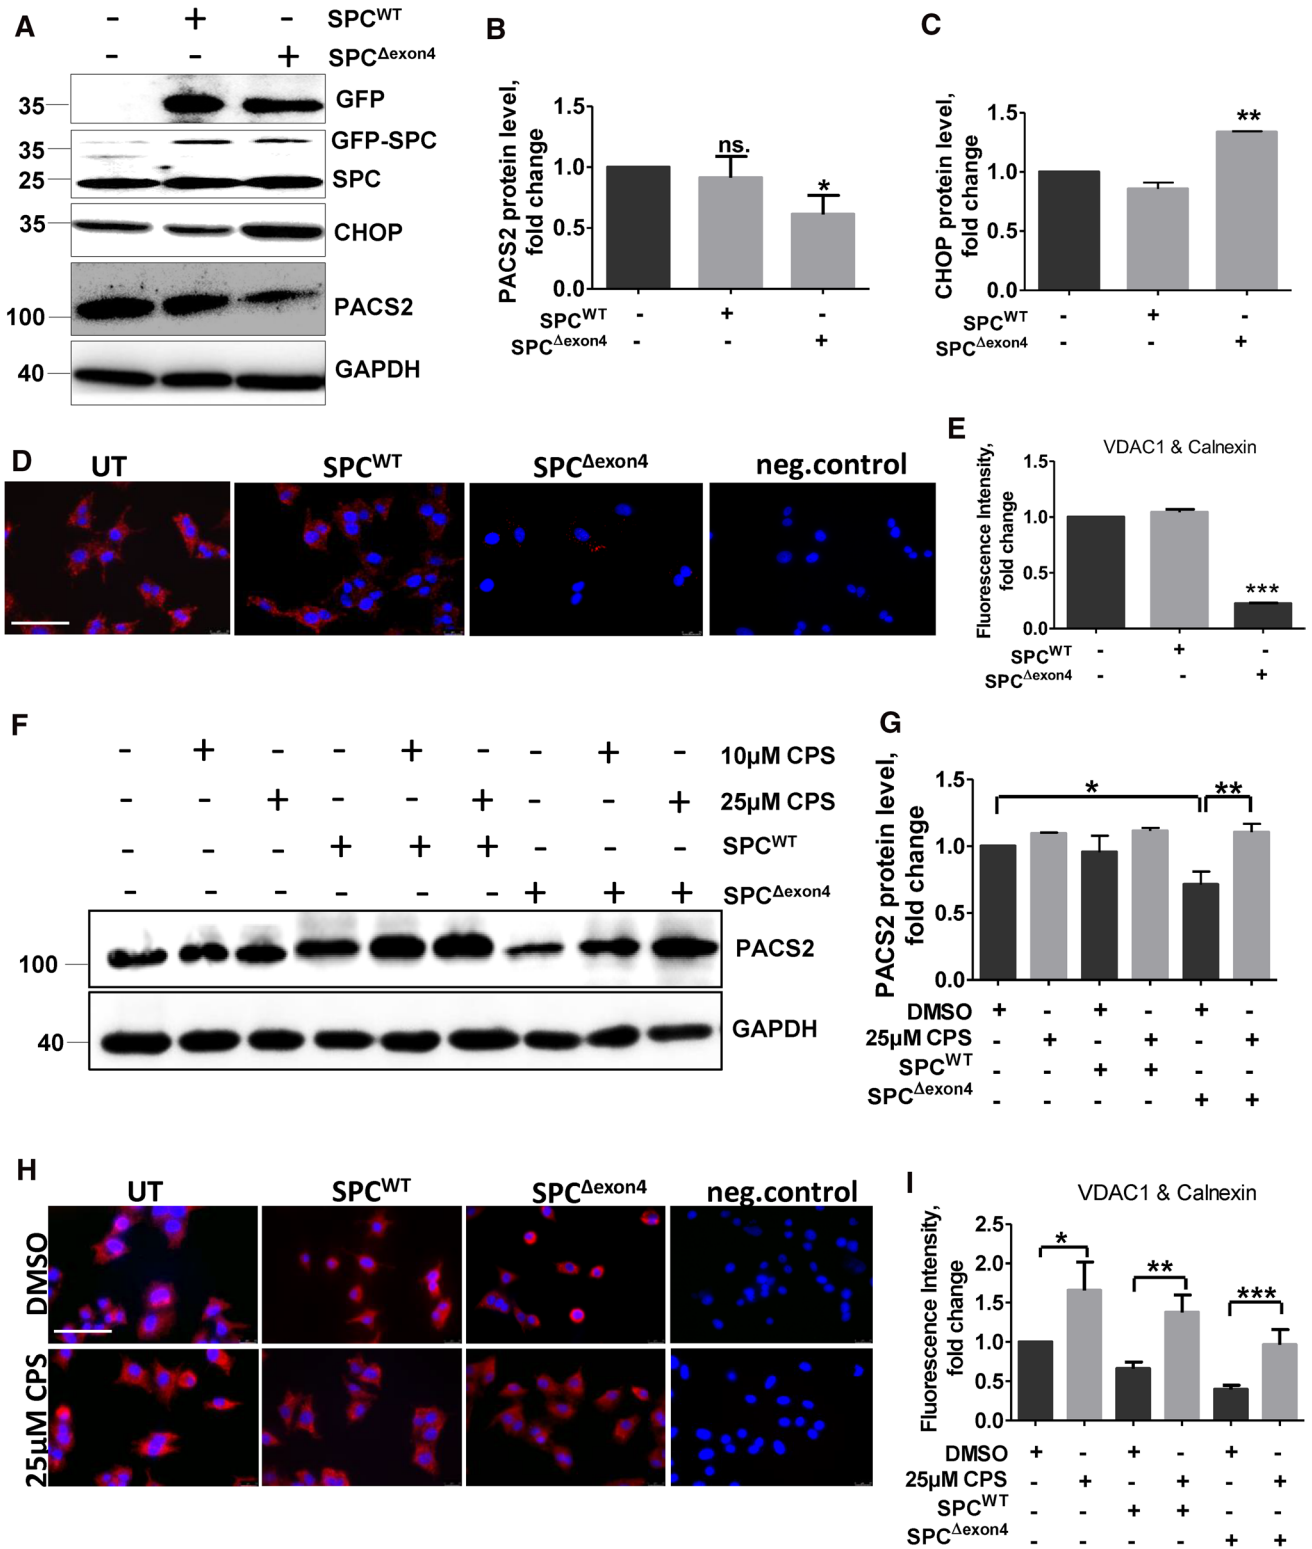 A
- + - SPCWT
- - + SPCΔexon4
35 GFP
GFP-SPC
35
25 SPC
35 CHOP
100 PACS2
40 GAPDH
B
PACS2 protein level,
fold change
1.5
1.0
0.5
0.0
ns.
*
SPCWT - + -
SPCΔexon4 - - +
C
CHOP protein level,
fold change
1.5
1.0
0.5
0.0
**
SPCWT - + -
SPCΔexon4 - - +
D
UT SPCWT SPCΔexon4 neg.control
E
VDAC1 & Calnexin
Fluorescence Intensity,
fold change
1.5
1.0
0.5
0.0
***
SPCWT - + -
SPCΔexon4 - - +
F
- + - - + - - + - 10µM CPS
- - + - - + - - + 25µM CPS
- - - + + + - - - SPCWT
- - - - - - + + + SPCΔexon4
100 PACS2
40 GAPDH
G
PACS2 protein level,
fold change
1.5
1.0
0.5
0.0
* **
DMSO + - + - + -
25µM CPS - + - + - +
SPCWT - - + + - -
SPCΔexon4 - - - - + +
H
UT SPCWT SPCΔexon4 neg.control
DMSO
25µM CPS
I
VDAC1 & Calnexin
Fluorescence Intensity,
fold change
2.5
2.0
1.5
1.0
0.5
0.0
* ** ***
DMSO + - + - + -
25µM CPS - + - + - +
SPCWT - - + + - -
SPCΔexon4 - - - - + +